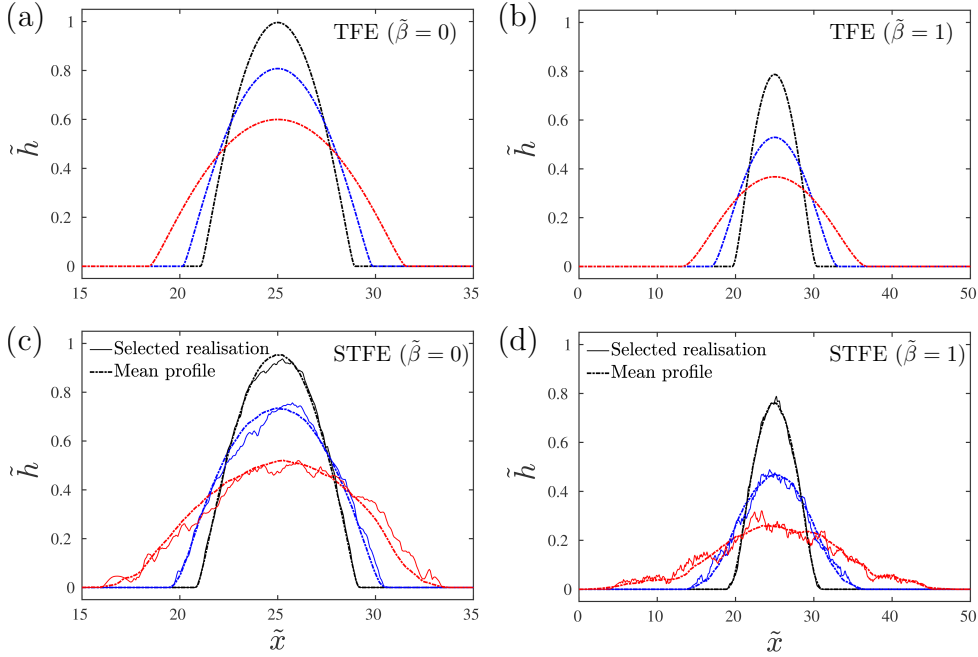 (a)
TFE (β̃ = 0)
h̃
1
0.8
0.6
0.4
0.2
0
15 20 25 30 35
(b)
TFE (β̃ = 1)
h̃
1
0.8
0.6
0.4
0.2
0
0 10 20 30 40 50
(c)
STFE (β̃ = 0)
Selected realisation
Mean profile
h̃
1
0.8
0.6
0.4
0.2
0
15 20 25 30 35
x̃
(d)
STFE (β̃ = 1)
Selected realisation
Mean profile
h̃
1
0.8
0.6
0.4
0.2
0
0 10 20 30 40 50
x̃